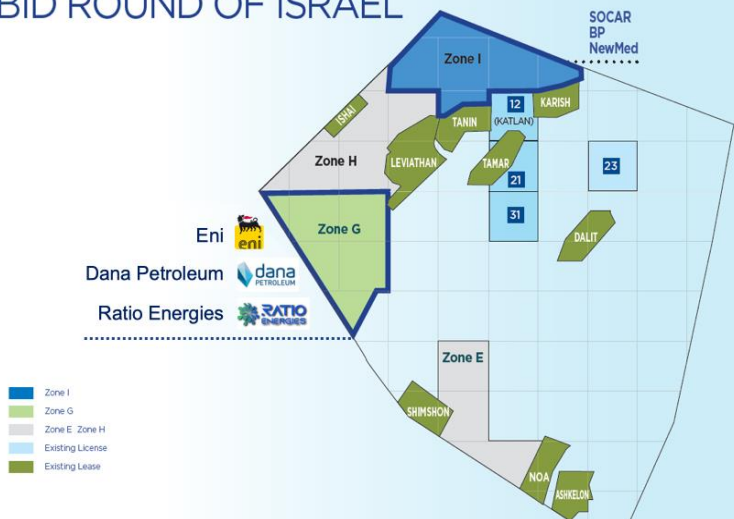 BID ROUND OF ISRAEL
SOCAR
BP
NewMed
Zone I
12
(KATLAN)
KARISH
ISHAI
TANIN
Zone H
LEVIATHAN
TAMAR
21
23
31
Zone G
DALIT
Eni
eni
Dana Petroleum
dana
PETROLEUM
Ratio Energies
RATIO
ENERGIES
Zone E
SHIMSHON
NOA
ASHKELON
Zone I
Zone G
Zone E Zone H
Existing License
Existing Lease